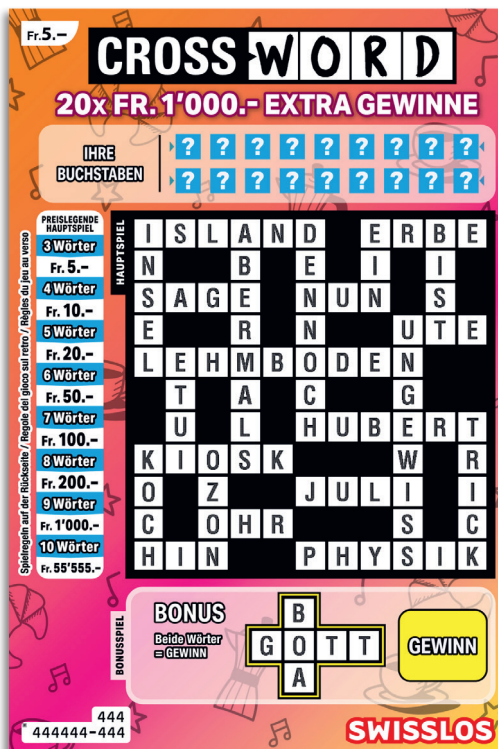 Fr.5.–
CROSS WORD
20x FR. 1'000.- EXTRA GEWINNE
IHRE
BUCHSTABEN
? ? ? ? ? ? ? ? ?
? ? ? ? ? ? ? ? ?
Spielregeln auf der Rückseite / Regole del gioco sul retro / Règles du jeu au verso
PREISLEGENDE
HAUPTSPIEL
3 Wörter
Fr. 5.–
4 Wörter
Fr. 10.–
5 Wörter
Fr. 20.–
6 Wörter
Fr. 50.–
7 Wörter
Fr. 100.–
8 Wörter
Fr. 200.–
9 Wörter
Fr. 1'000.–
10 Wörter
Fr. 55'555.–
HAUPTSPIEL
ISLAND ERBE
N B E I I
SAGE NUN S
E R N UTE
LEHMBODEN
T A C G
U L HUBERT
KIOSK W R
O Z JULI I
C OHR S C
HIN PHYSIK
BONUSSPIEL
BONUS
Beide Wörter
= GEWINN
B
GOTT
A
GEWINN
444
444444-444
SWISSLOS